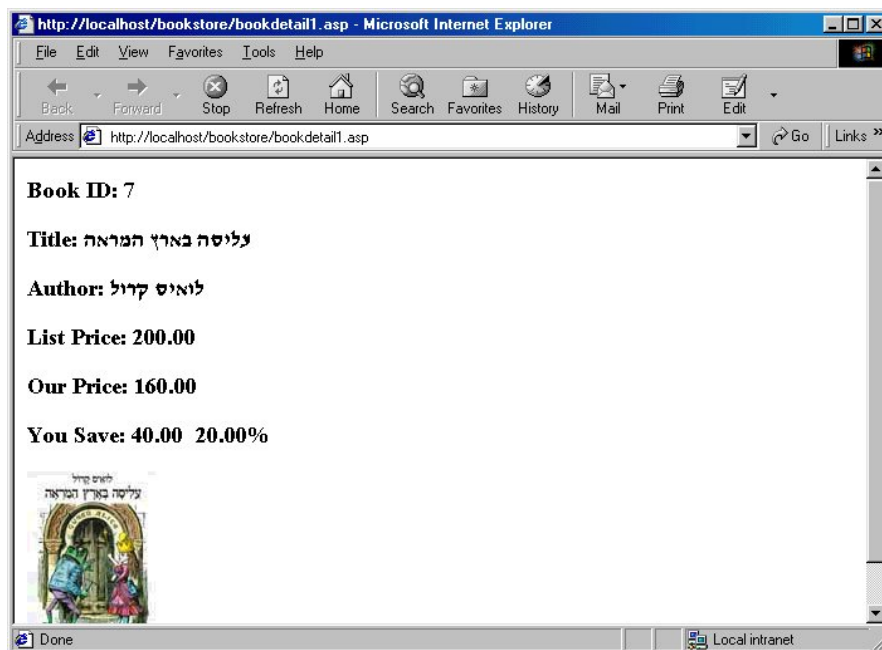 http://localhost/bookstore/bookdetail1.asp - Microsoft Internet Explorer
File Edit View Favorites Tools Help
Back Forward Stop Refresh Home Search Favorites History Mail Print Edit
Address http://localhost/bookstore/bookdetail1.asp Go Links »
Book ID: 7
Title: עליסה בארץ המראה
Author: לואיס קרול
List Price: 200.00
Our Price: 160.00
You Save: 40.00 20.00%
לואיס קרול
עליסה בארץ המראה
QUEEN ALICE
Done Local intranet